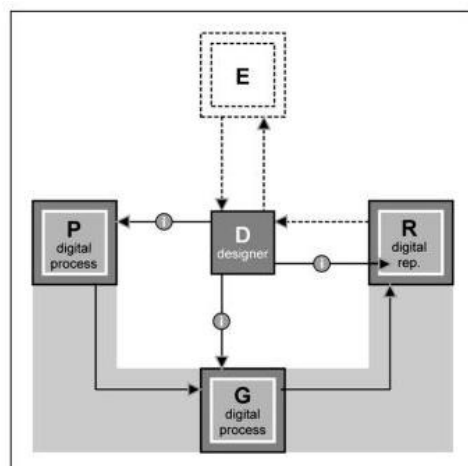 E
P
digital
process
i
D
designer
i
R
digital
rep.
i
G
digital
process